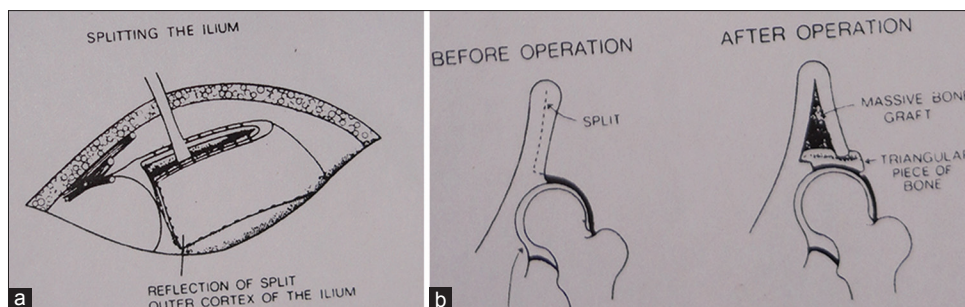 SPLITTING THE ILIUM
REFLECTION OF SPLIT
OUTER CORTEX OF THE ILIUM
a
BEFORE OPERATION
SPLIT
AFTER OPERATION
MASSIVE BONE
GRAFT
TRIANGULAR
PIECE OF
BONE
b